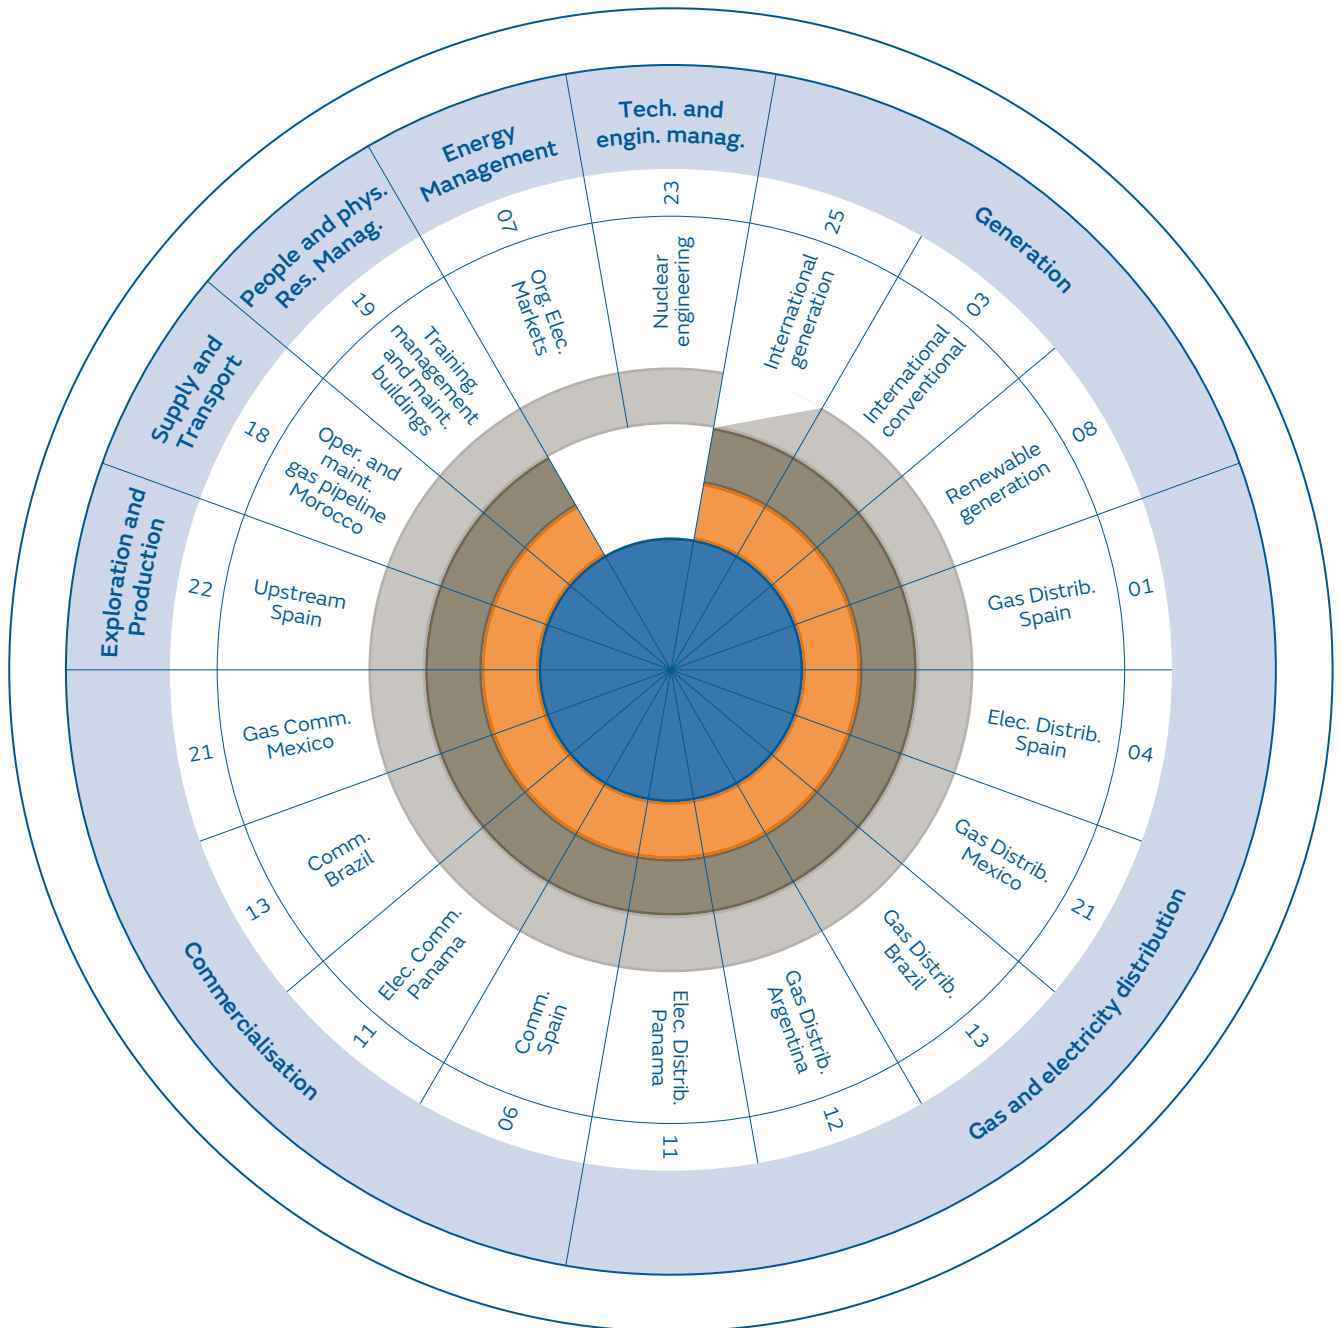 Tech. and
engin. manag.
23
Nuclear
engineering
Generation
25
International
generation
03
International
conventional
08
Renewable
generation
Gas and electricity distribution
01
Gas Distrib.
Spain
04
Elec. Distrib.
Spain
21
Gas Distrib.
Mexico
13
Gas Distrib.
Brazil
12
Gas Distrib.
Argentina
11
Elec. Distrib.
Panama
Commercialisation
06
Comm.
Spain
11
Elec. Comm.
Panama
13
Comm.
Brazil
21
Gas Comm.
Mexico
Exploration and
Production
22
Upstream
Spain
Supply and
Transport
18
Oper. and
maint.
gas pipeline
Morocco
People and phys.
Res. Manag.
19
Training,
management
and maint.
buildings
Energy
Management
07
Org. Elec.
Markets